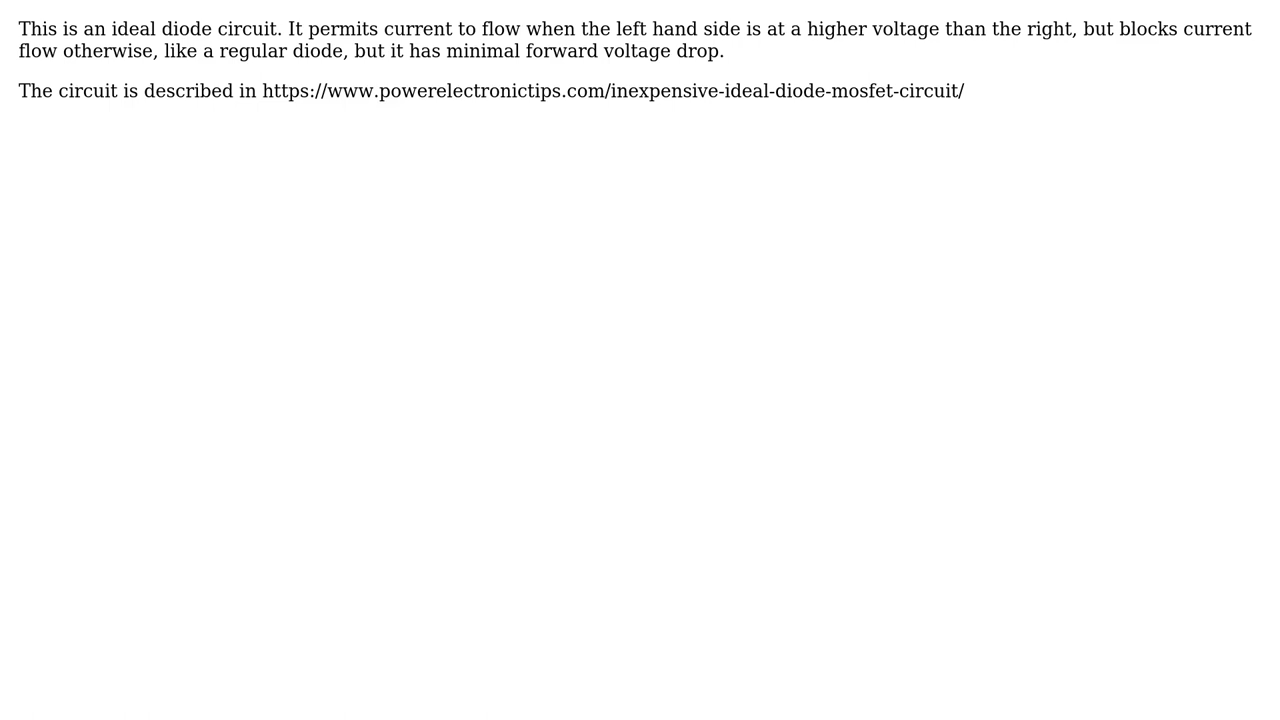 This is an ideal diode circuit. It permits current to flow when the left hand side is at a higher voltage than the right, but blocks current
flow otherwise, like a regular diode, but it has minimal forward voltage drop.
The circuit is described in https://www.powerelectronictips.com/inexpensive-ideal-diode-mosfet-circuit/